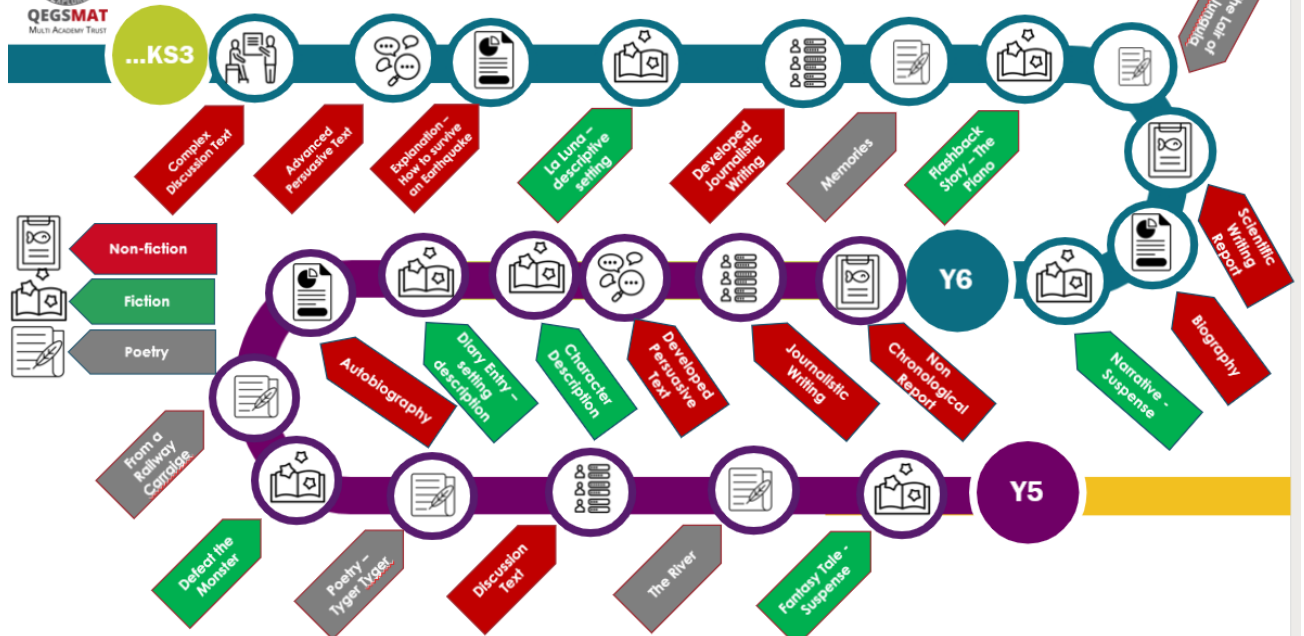 QEGSMAT
MULTI ACADEMY TRUST
...KS3
Complex
Discussion Text
Advanced
Persuasive Text
Explanation –
How to survive
an Earthquake
La Luna –
descriptive
setting
Developed
Journalistic
Writing
Memories
Flashback
Story – The
Piano
the Lair of
Scientific
Writing
Report
Non-fiction
Fiction
Poetry
Y6
Autobiography
Diary Entry –
setting
description
Character
Description
Developed
Persuasive
Text
Journalistic
Writing
Non
Chronological
Report
Narrative -
Suspense
Biography
From a
Railway
Carraige
Y5
Defeat the
Monster
Poetry –
Tyger Tyger
Discussion
Text
The River
Fantasy Tale -
Suspense